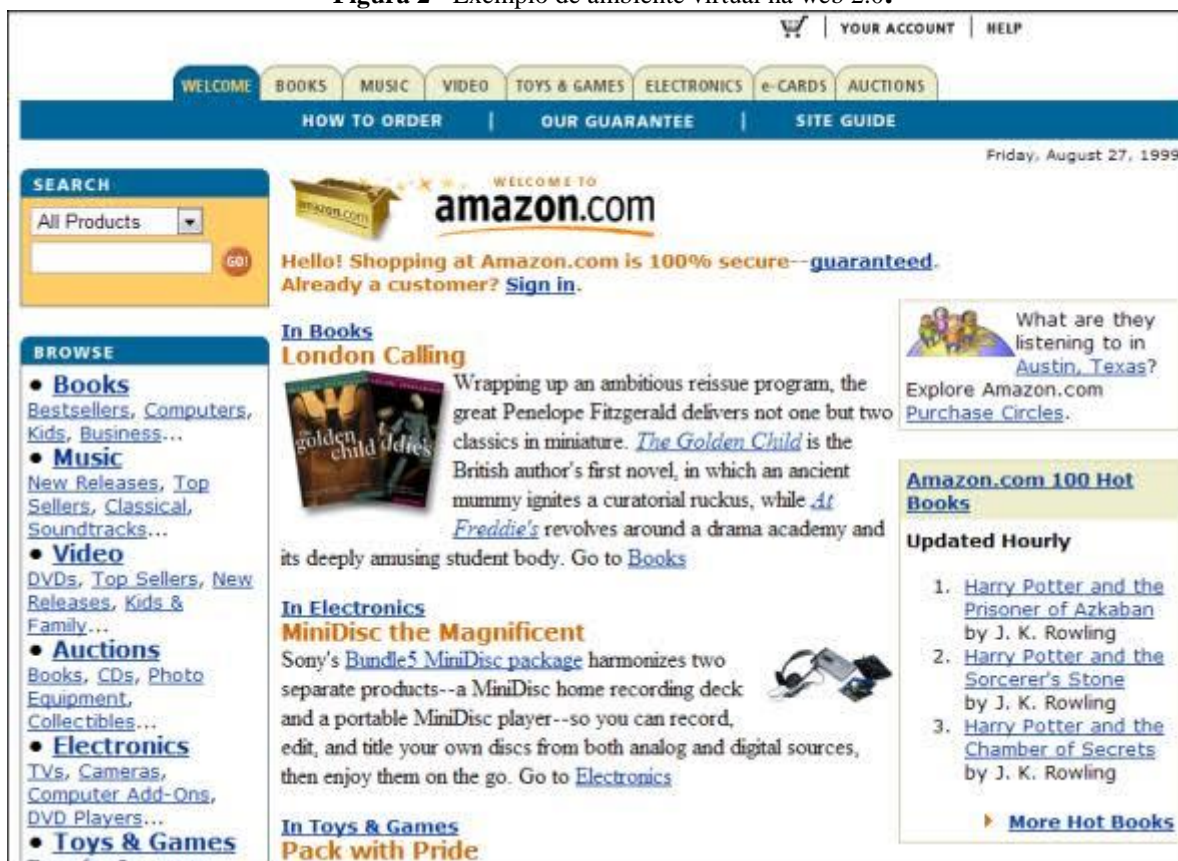 Figura 2 - Exemplo de ambiente virtual na web 2.0.
YOUR ACCOUNT | HELP
WELCOME BOOKS MUSIC VIDEO TOYS & GAMES ELECTRONICS e-CARDS AUCTIONS
HOW TO ORDER | OUR GUARANTEE | SITE GUIDE
Friday, August 27, 1999
SEARCH
All Products
GO!
BROWSE
• Books
Bestsellers, Computers,
Kids, Business...
• Music
New Releases, Top
Sellers, Classical,
Soundtracks...
• Video
DVDs, Top Sellers, New
Releases, Kids &
Family...
• Auctions
Books, CDs, Photo
Equipment,
Collectibles...
• Electronics
TVs, Cameras,
Computer Add-Ons,
DVD Players...
• Toys & Games
amazon.com
WELCOME TO
amazon.com
Hello! Shopping at Amazon.com is 100% secure--guaranteed.
Already a customer? Sign in.
In Books
London Calling
golden
child
ddies
Wrapping up an ambitious reissue program, the
great Penelope Fitzgerald delivers not one but two
classics in miniature. The Golden Child is the
British author's first novel, in which an ancient
mummy ignites a curatorial ruckus, while At
Freddie's revolves around a drama academy and
its deeply amusing student body. Go to Books
In Electronics
MiniDisc the Magnificent
Sony's Bundle5 MiniDisc package harmonizes two
separate products--a MiniDisc home recording deck
and a portable MiniDisc player--so you can record,
edit, and title your own discs from both analog and digital sources,
then enjoy them on the go. Go to Electronics
In Toys & Games
Pack with Pride
What are they
listening to in
Austin, Texas?
Explore Amazon.com
Purchase Circles.
Amazon.com 100 Hot
Books
Updated Hourly
1. Harry Potter and the
Prisoner of Azkaban
by J. K. Rowling
2. Harry Potter and the
Sorcerer's Stone
by J. K. Rowling
3. Harry Potter and the
Chamber of Secrets
by J. K. Rowling
More Hot Books